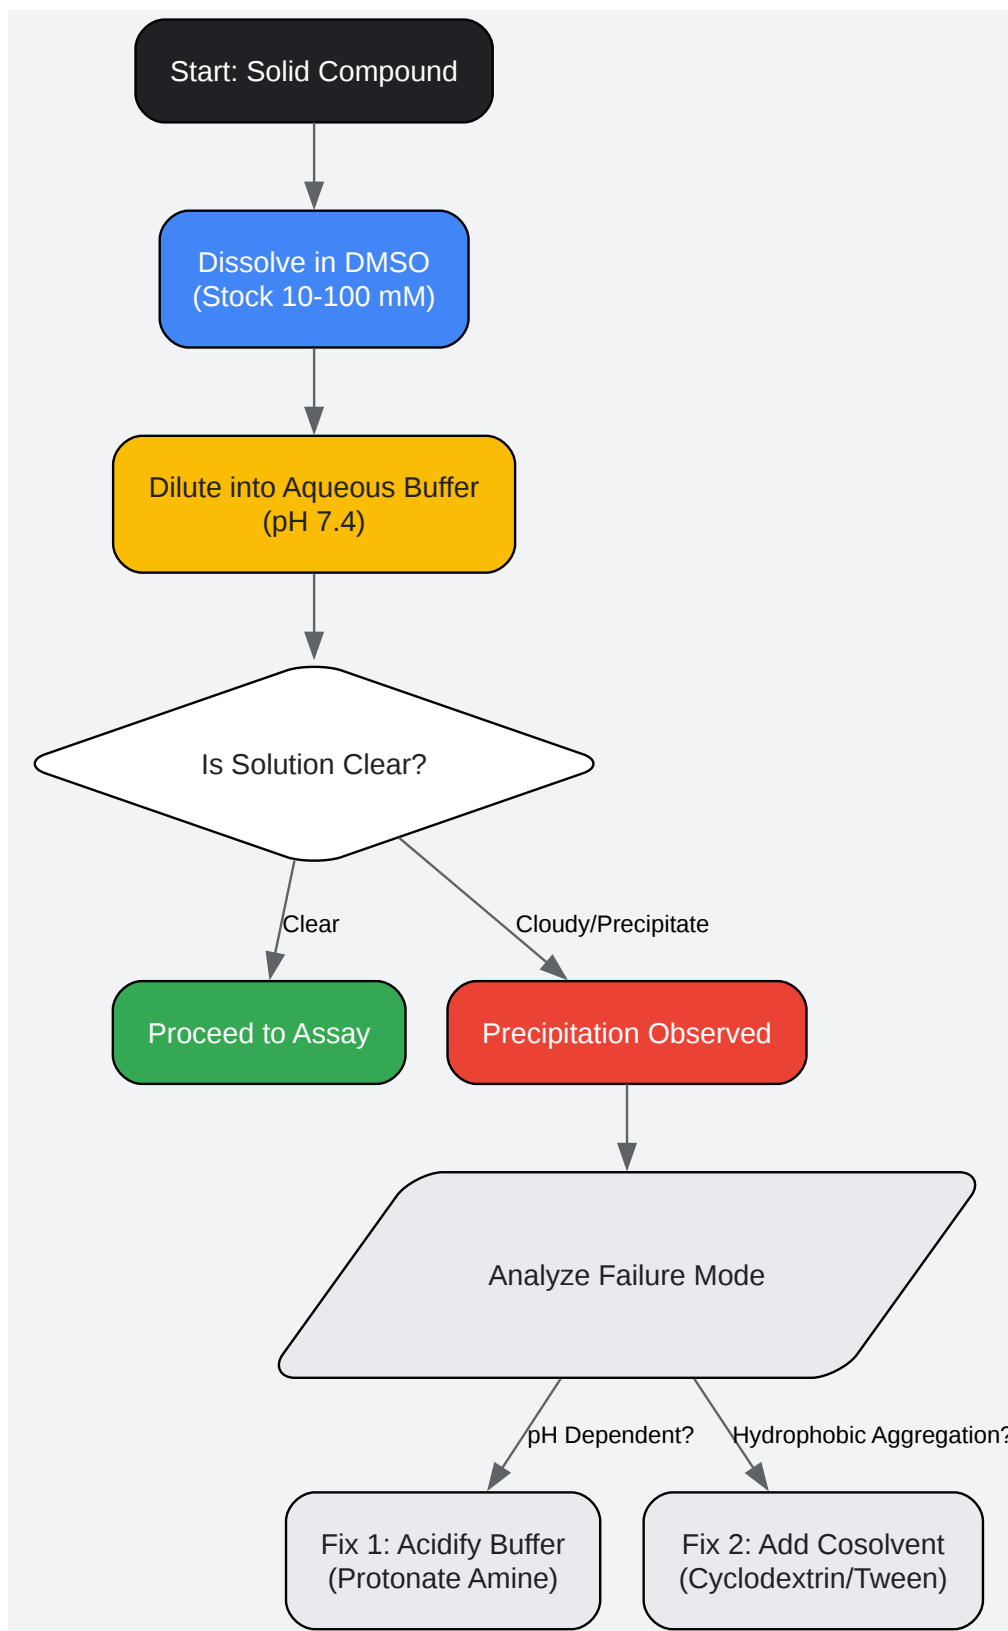 Start: Solid Compound
Dissolve in DMSO
(Stock 10-100 mM)
Dilute into Aqueous Buffer
(pH 7.4)
Is Solution Clear?
Clear
Cloudy/Precipitate
Proceed to Assay
Precipitation Observed
Analyze Failure Mode
pH Dependent?
Hydrophobic Aggregation?
Fix 1: Acidify Buffer
(Protonate Amine)
Fix 2: Add Cosolvent
(Cyclodextrin/Tween)